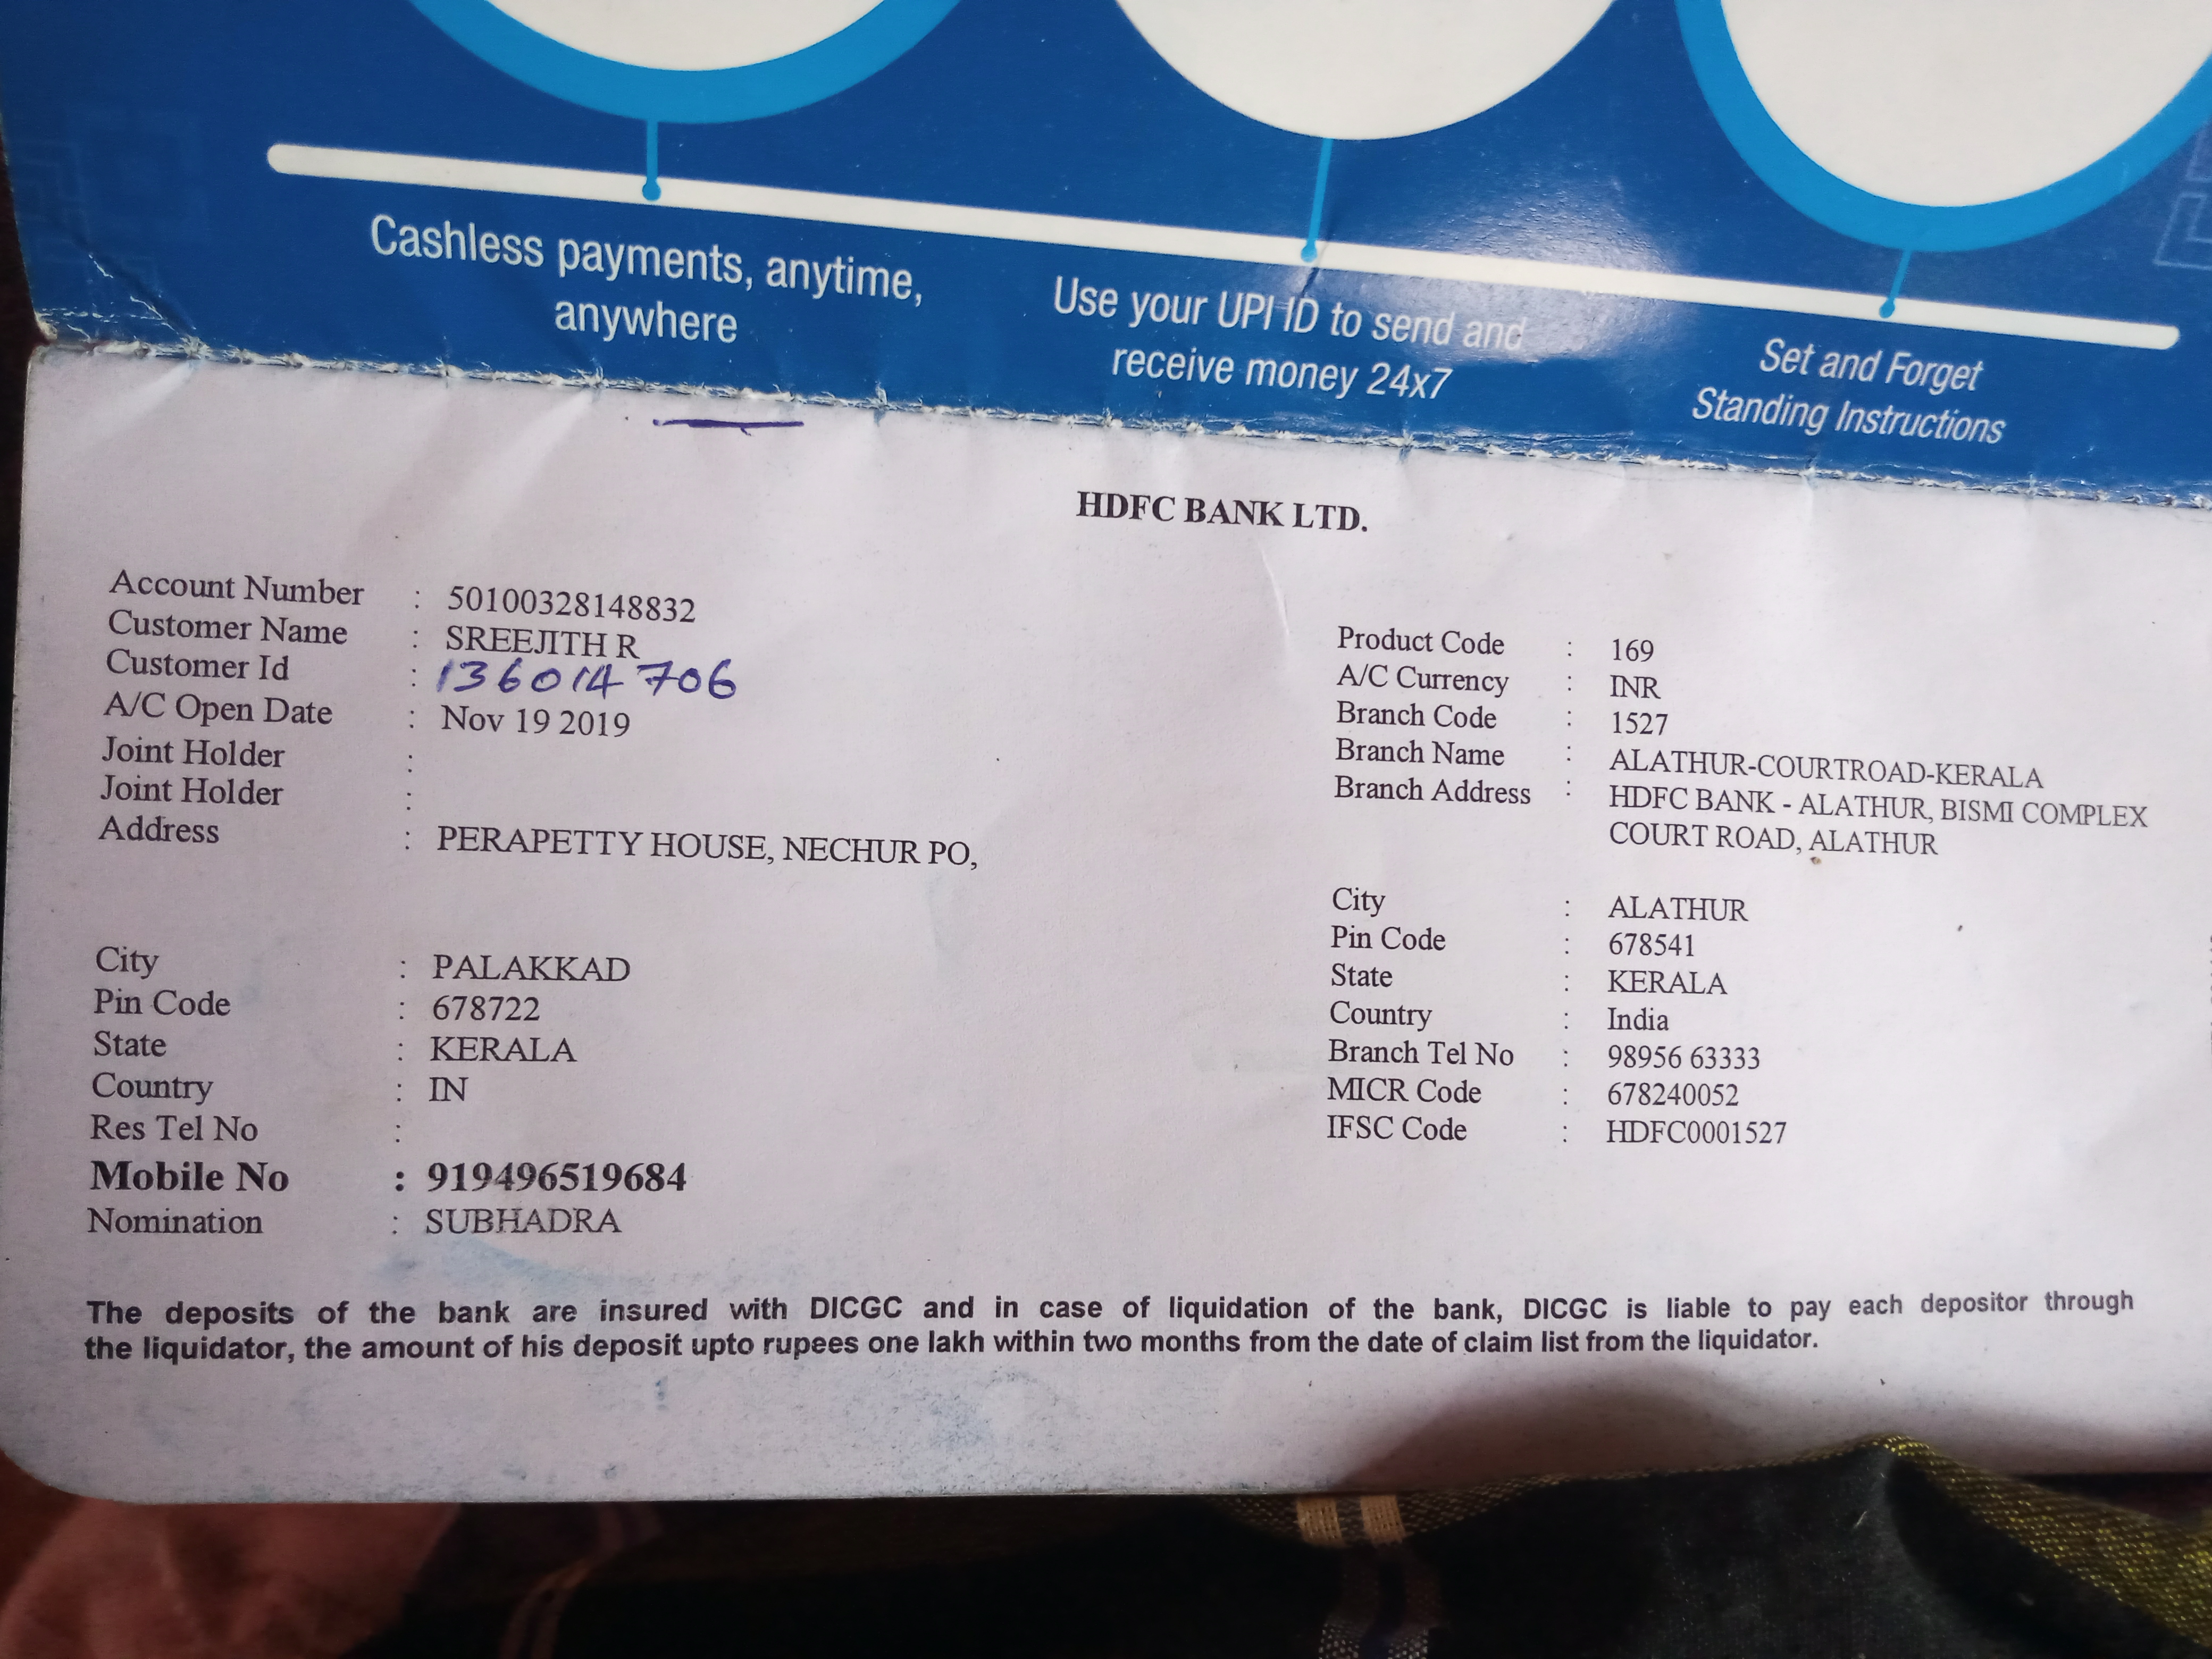 Cashless payments, anytime,
anywhere
Use your UPI ID to send and
receive money 24x7
Set and Forget
Standing Instructions
HDFC BANK LTD.
Account Number : 50100328148832
Customer Name : SREEJITH R
Customer Id : 136014706
A/C Open Date : Nov 19 2019
Joint Holder :
Joint Holder :
Address : PERAPETTY HOUSE, NECHUR PO,
City : PALAKKAD
Pin Code : 678722
State : KERALA
Country : IN
Res Tel No :
Mobile No : 919496519684
Nomination : SUBHADRA
Product Code : 169
A/C Currency : INR
Branch Code : 1527
Branch Name : ALATHUR-COURTROAD-KERALA
Branch Address : HDFC BANK - ALATHUR, BISMI COMPLEX
COURT ROAD, ALATHUR
City : ALATHUR
Pin Code : 678541
State : KERALA
Country : India
Branch Tel No : 98956 63333
MICR Code : 678240052
IFSC Code : HDFC0001527
The deposits of the bank are insured with DICGC and in case of liquidation of the bank, DICGC is liable to pay each depositor through
the liquidator, the amount of his deposit upto rupees one lakh within two months from the date of claim list from the liquidator.